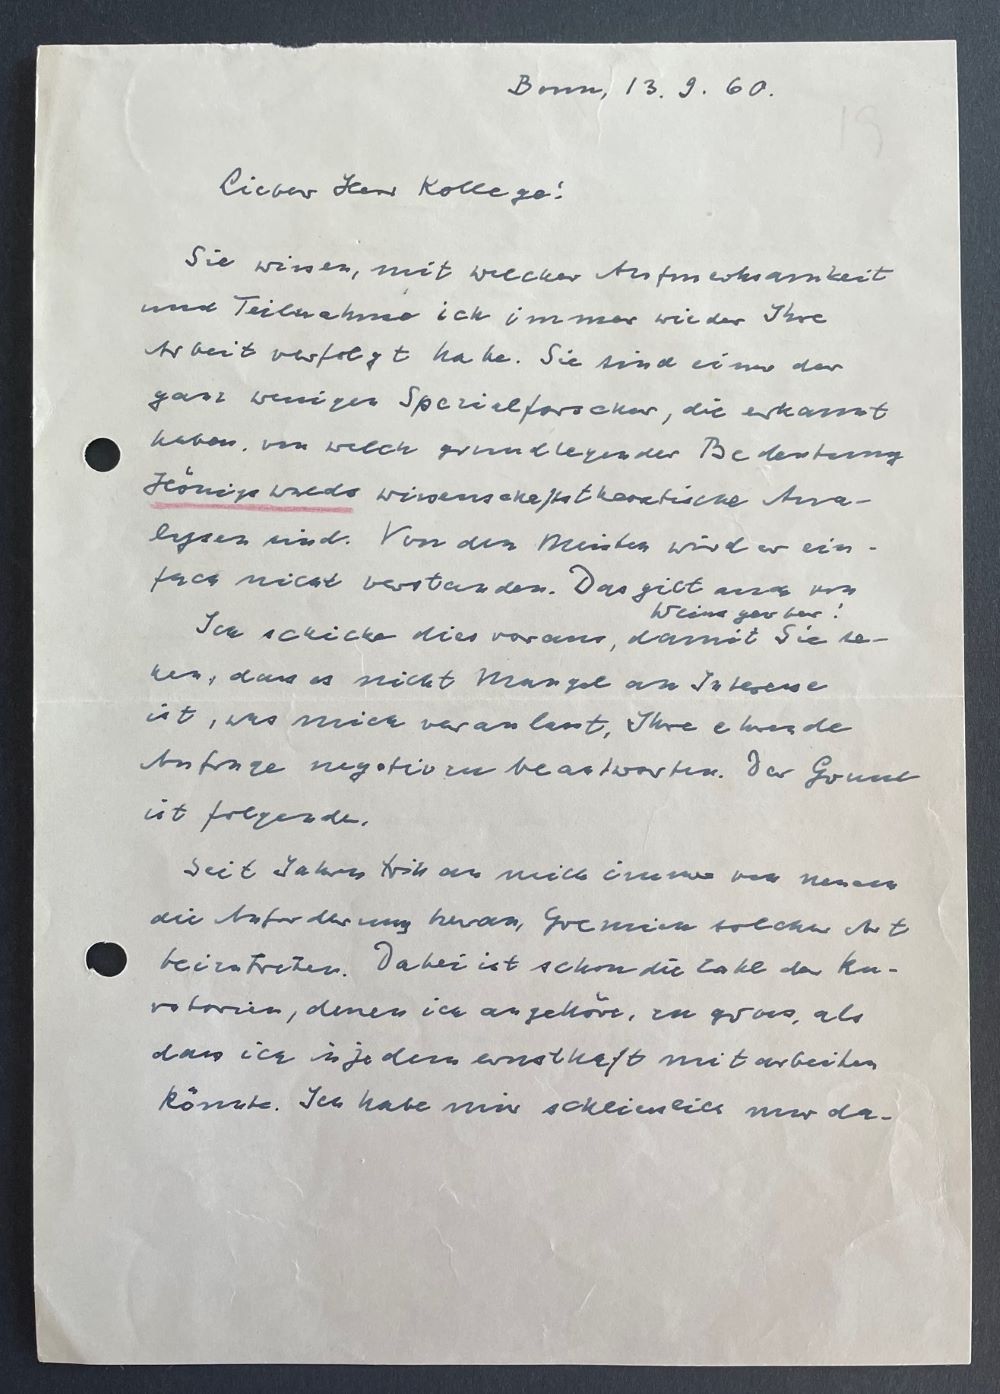 Bonn, 13. 9. 60.
19
Lieber Herr Kollege!
Sie wissen, mit welcher Aufmerksamkeit
und Teilnahme ich immer wieder Ihre
Arbeit verfolgt habe. Sie sind einer der
ganz wenigen Spezialforscher, die erkannt
haben, von welch grundlegender Bedeutung
Hönigswalds wissenschaftstheoretische Ana-
lysen sind. Von den Meisten wird er ein-
fach nicht verstanden. Das gilt auch von
Weinsgerber!
Ich schicke dies voraus, damit Sie se-
hen, dass es nicht Mangel an Interesse
ist, was mich veranlasst, Ihre ehrende
Anfrage negativ zu beantworten. Der Grund
ist folgender.
Seit Jahren tritt an mich immer von neuem
die Anforderung heran, Gremien solcher Art
beizutreten. Dabei ist schon die Zahl der Ku-
ratorien, denen ich angehöre, zu gross, als
dass ich in jedem ernsthaft mitarbeiten
könnte. Ich habe mir schliesslich nur da-